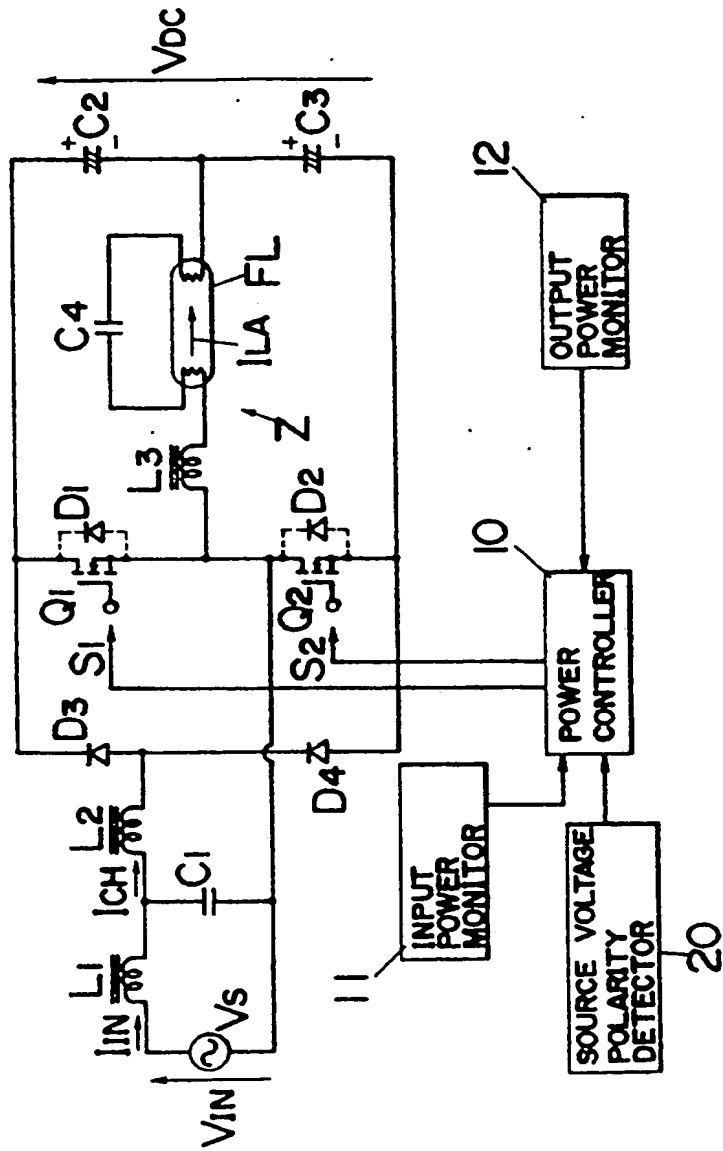 VIN
VS
IIN
L1
ICH
L2
C1
D3
D4
S1
Q1
D1
S2
Q2
D2
L3
Z
C4
ILA
FL
+
C2
-
+
C3
-
VDC
11
INPUT
POWER
MONITOR
SOURCE VOLTAGE
POLARITY
DETECTOR
20
10
POWER
CONTROLLER
12
OUTPUT
POWER
MONITOR